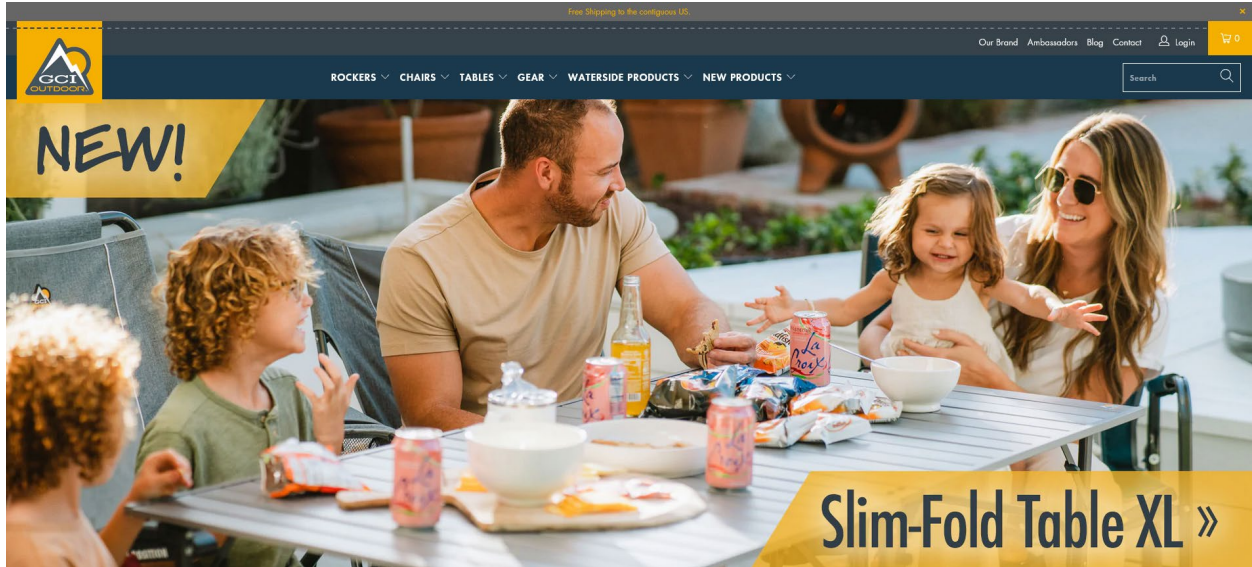 Free Shipping to the contiguous US.
Our Brand Ambassadors Blog Contact Login 0
GCI
OUTDOOR
ROCKERS CHAIRS TABLES GEAR WATERSIDE PRODUCTS NEW PRODUCTS
Search
NEW!
GCI
La
Croix
Slim-Fold Table XL »